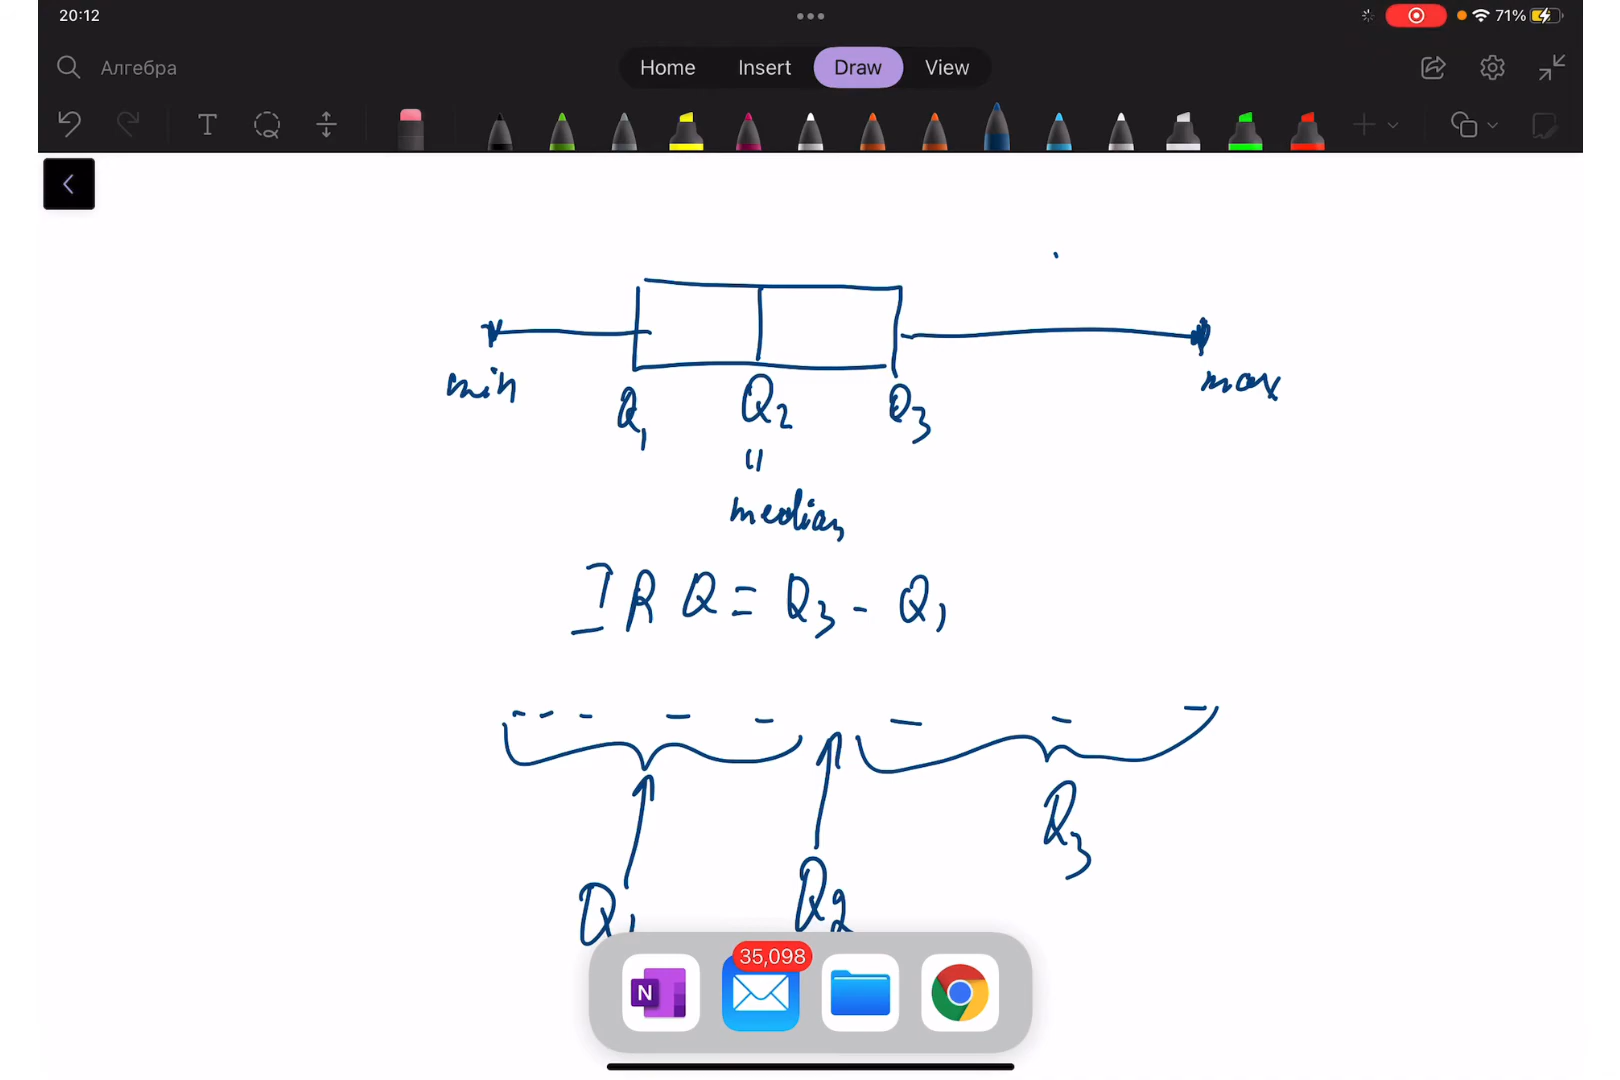 20:12
71%
Алгебра
Home Insert Draw View
T
min
Q1
Q2
Q3
max
"
median
IRQ = Q3 - Q1
Q3
Q1
Q2
35,098
N